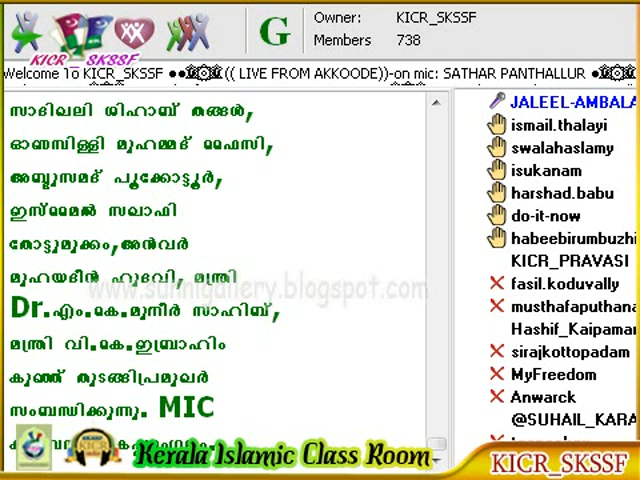 Owner: KICR_SKSSF
Members 738
KICR_SKSSF
Welcome To KICR_SKSSF ●●۞۞(( LIVE FROM AKKOODE))-on mic: SATHAR PANTHALLUR ●۞۞
സാദിഖലി ശിഹാബ് തങ്ങൾ,
ഓണമ്പിള്ളി മുഹമ്മദ് ഫൈസി,
അബ്ദുസമദ് പൂക്കോട്ടൂർ,
ഇസ്മൈൽ സലാഫി
തോട്ടുമുക്കം,അൻവർ
മുഹയദീൻ ഹുദവി, മന്ത്രി
www.sunnigallery.blogspot.com
Dr.എം.കെ.മുനീർ സാഹിബ്,
മന്ത്രി വി.കെ.ഇബ്രാഹിം
കുഞ്ഞ് തുടങ്ങിപ്രമുഖർ
സംബന്ധിക്കുന്നു. MIC
JALEEL-AMBALA
ismail.thalayi
swalahaslamy
isukanam
harshad.babu
do-it-now
habeebirumbuzhi
KICR_PRAVASI
fasil.koduvally
musthafaputhana
Hashif_Kaipamar
sirajkottopadam
MyFreedom
Anwarck
@SUHAIL_KARA
Kerala Islamic Class Room
KICR_SKSSF